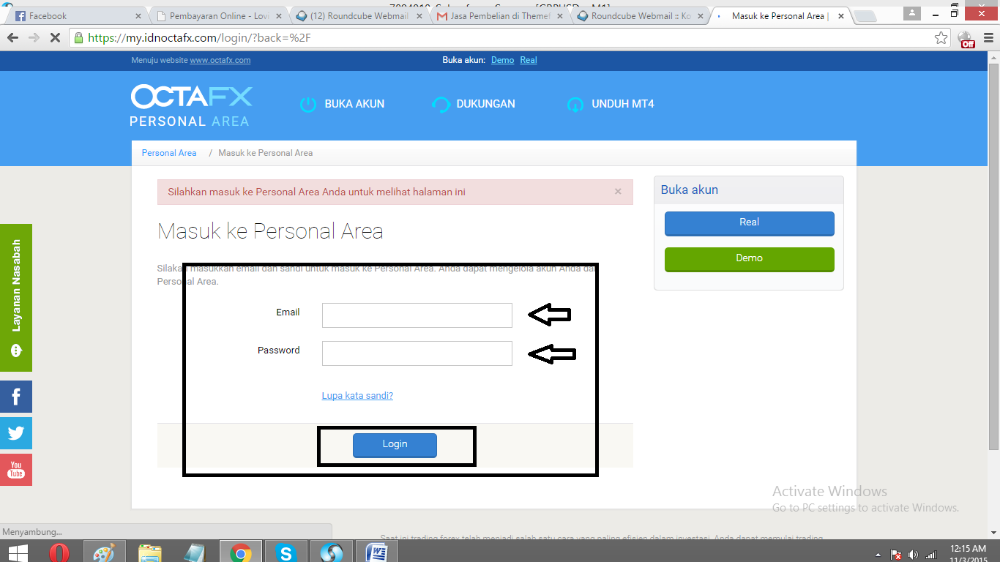 Facebook
Pembayaran Online - Lovi
(12) Roundcube Webmail
Jasa Pembelian di Themef
Roundcube Webmail :: Ko
Masuk ke Personal Area |
https://my.idnoctafx.com/login/?back=%2F
Off
Menuju website www.octafx.com
Buka akun: Demo Real
OCTAFX
PERSONAL AREA
BUKA AKUN
DUKUNGAN
UNDUH MT4
Personal Area / Masuk ke Personal Area
Silahkan masuk ke Personal Area Anda untuk melihat halaman ini
×
Masuk ke Personal Area
Silakan masukkan email dan sandi untuk masuk ke Personal Area. Anda dapat mengelola akun Anda dari
Personal Area.
Email
Password
Lupa kata sandi?
Login
Buka akun
Real
Demo
Layanan Nasabah
You
Tube
Activate Windows
Go to PC settings to activate Windows.
Menyambung...
Saat ini trading forex telah menjadi salah satu cara yang paling efisien dalam investasi. Anda dapat memulai trading
12:15 AM
11/3/2015